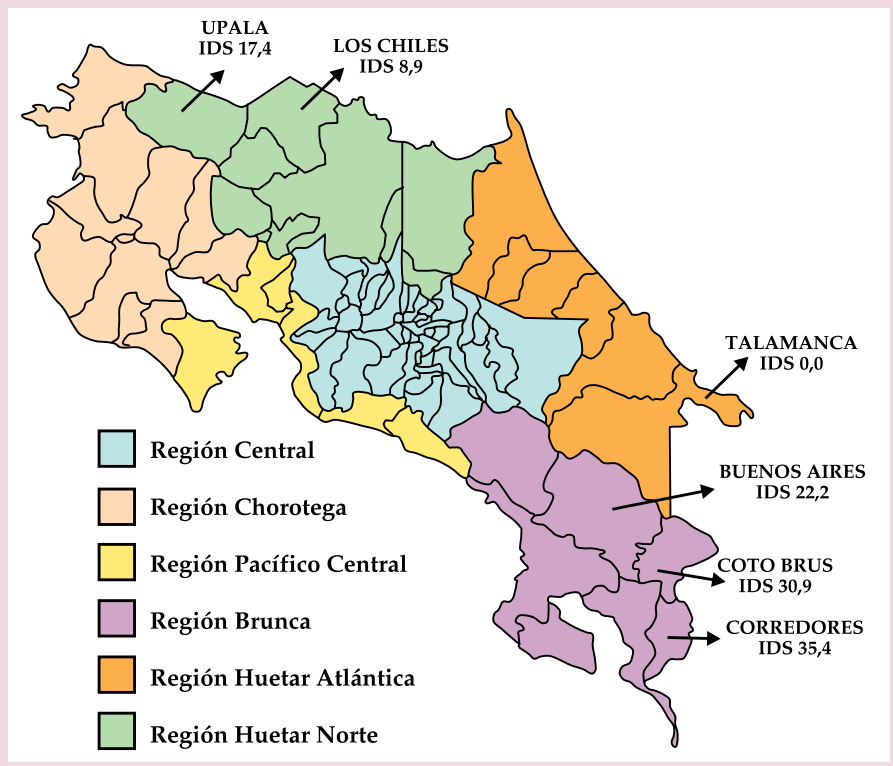 UPALA
IDS 17,4
LOS CHILES
IDS 8,9
TALAMANCA
IDS 0,0
BUENOS AIRES
IDS 22,2
COTO BRUS
IDS 30,9
CORREDORES
IDS 35,4
Región Central
Región Chorotega
Región Pacífico Central
Región Brunca
Región Huetar Atlántica
Región Huetar Norte